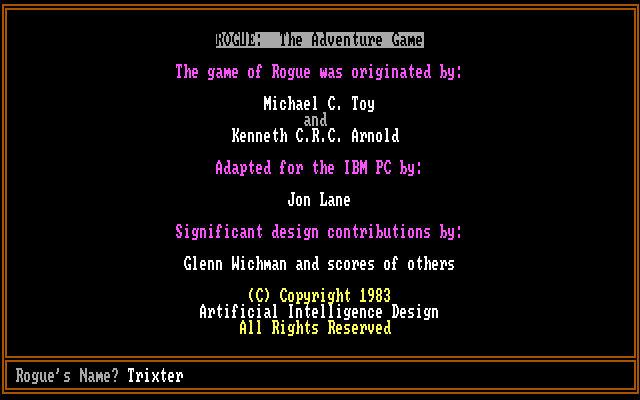 ROGUE:  The Adventure Game
The game of Rogue was originated by:
Michael C. Toy
and
Kenneth C.R.C. Arnold
Adapted for the IBM PC by:
Jon Lane
Significant design contributions by:
Glenn Wichman and scores of others
(C) Copyright 1983
Artificial Intelligence Design
All Rights Reserved
Rogue's Name? Trixter